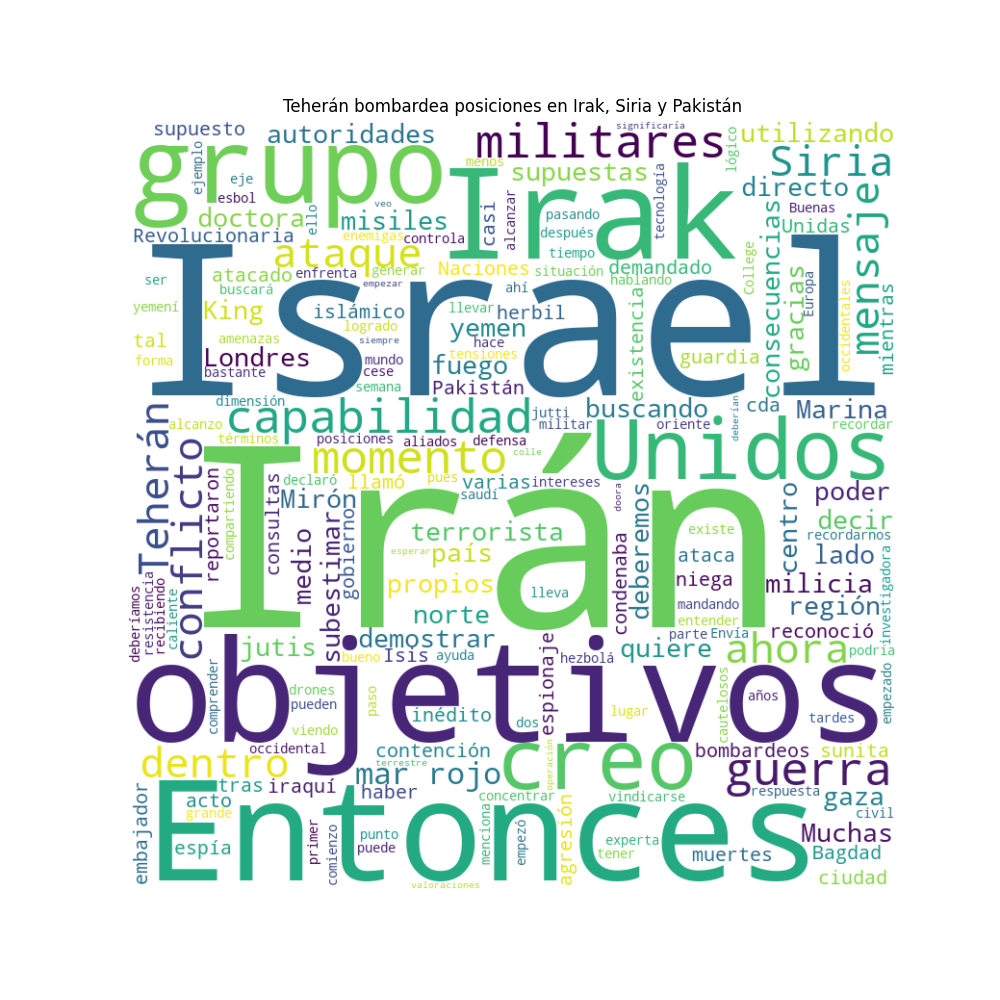 Teherán bombardea posiciones en Irak, Siria y Pakistán
supuesto
autoridades
militares
significaría
utilizando
grupo
ejemplo
eje
esbol
ello
veo
menos
supuestas
lógico
Siria
directo
doctora
misiles
casi
alcanzar
Irak
pasando
después
tiempo
tecnología
Buenas
Unidas
mensaje
Revolucionaria
ataque
enemigas
controla
ser
atacado
enfrenta
generar
empezar
Naciones
situación
ahí
hablando
demandado
College
consecuencias
gracias
Europa
occidentales
mientras
buscará
yemení
King
islámico
llevar
herbil
existencia
tal
amenazas
logrado
yemen
forma
Londres
siempre
hace
tensiones
bastante
mundo
cese
fuego
guardia
semana
Pakistán
Israel
dimensión
capabilidad
jutti
buscando
cda
Marina
alcanzo
militar
oriente
deberían
recordar
Teherán
términos
posiciones
aliados
defensa
colle
conflicto
momento
Unidos
reportaron
compartiendo
declaró
llamó
pues
varias
intereses
consultas
Mirón
saudí
doora
poder
gobiernos
deberemos
centro
decir
medio
subestimar
terrorista
existe
recordarnos
esperar
país
condenaba
ataca
lado
investigadora
Irán
propios
lleva
niega
milicia
deberíamos
resistencia
recibiendo
caliente
mandando
región
norte
entender
demostrar
parte
Envía
reconoció
jutis
bueno
Isis
ayuda
hezbolá
quiere
ahora
podría
objetivos
comprender
drones
pueden
paso
espionaje
lugar
cautelosos
años
empezado
viendo
inédito
dos
tardes
occidental
contención
operación
bombardeos
sunita
dentro
terrestre
creo
guerra
mar rojo
tras
iraquí
haber
concentrar
vindicarse
respuesta
gaza
embajador
acto
grande
civil
Entonces
primer
comienzo
punto
puede
menciona
empezó
agresión
experta
Muchas
espía
tener
muertes
Bagdad
valoraciones
ciudad